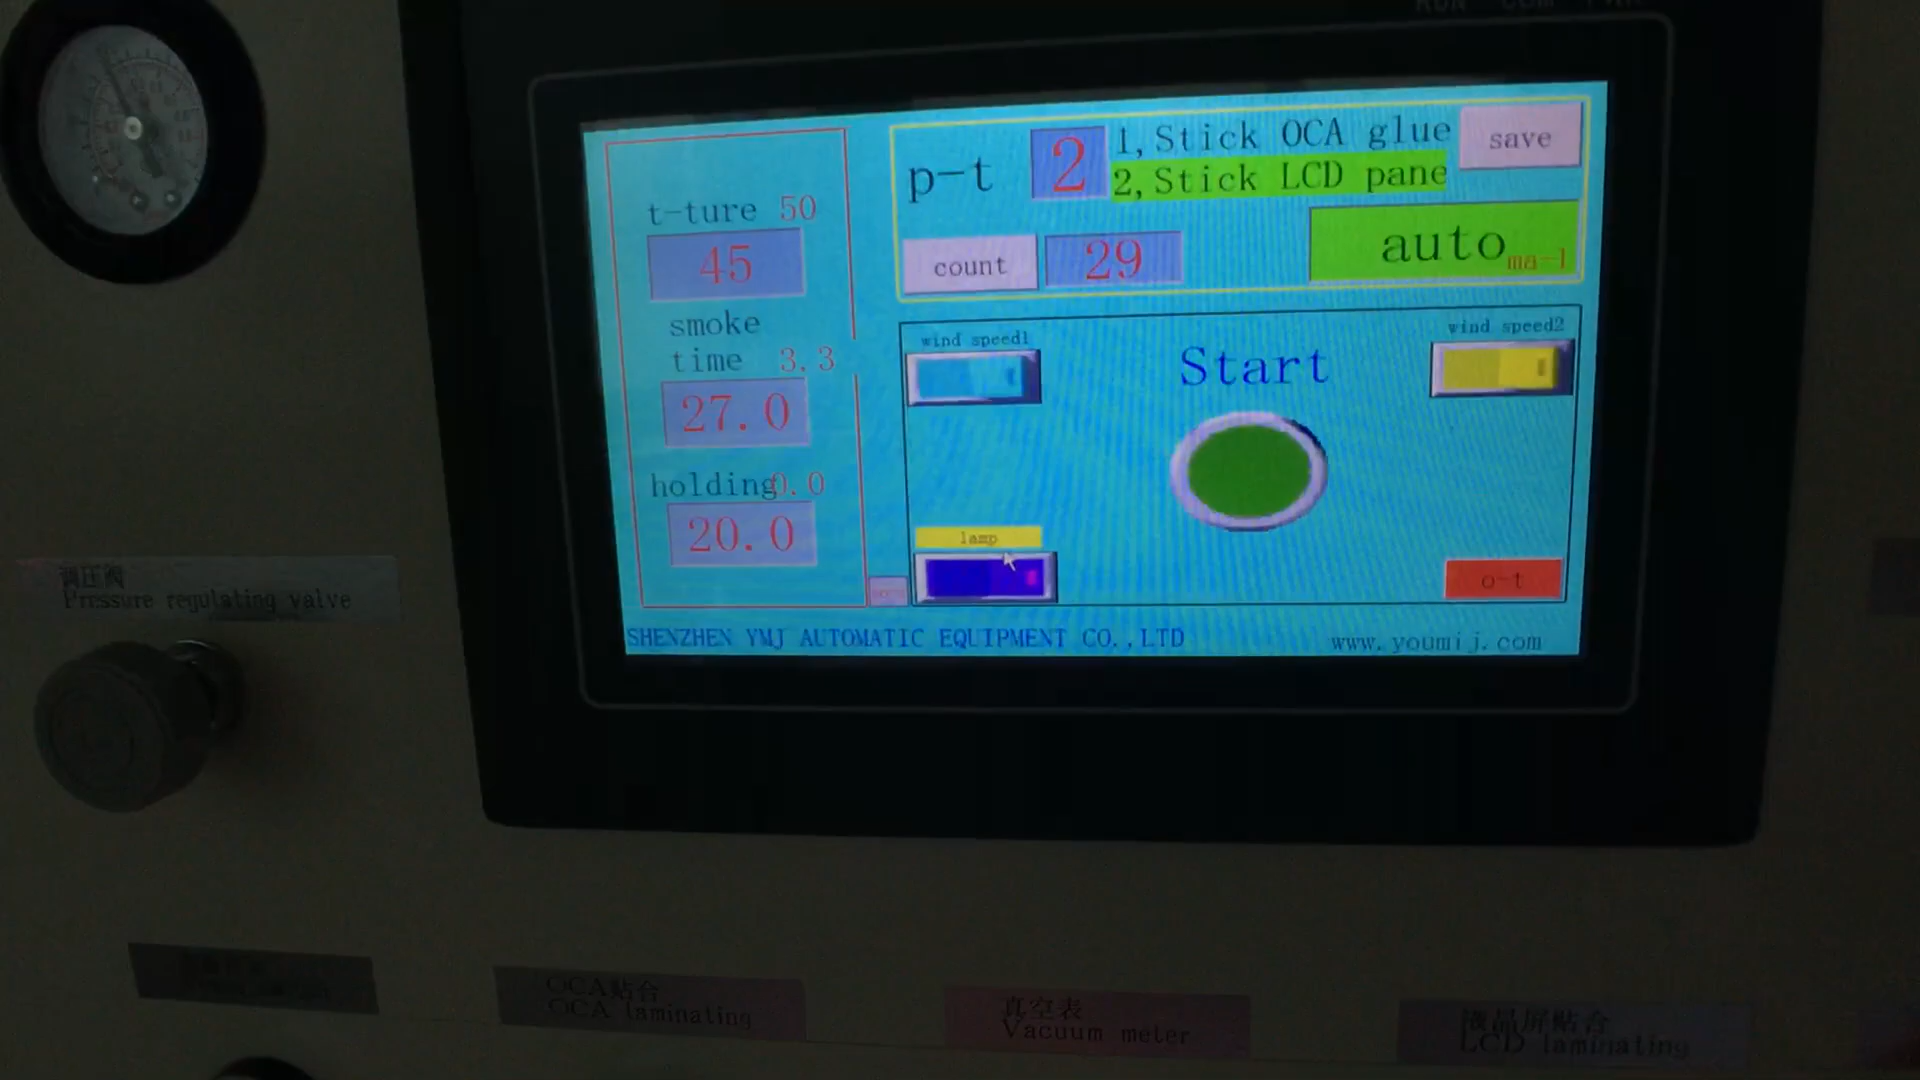 t-ture 50
45
smoke
time 3.3
27.0
holding 0.0
20.0
p-t
2
1,Stick OCA glue
2,Stick LCD pane
save
count
29
auto
ma-l
wind speed1
Start
wind speed2
lamp
o-t
SHENZHEN YMJ AUTOMATIC EQUIPMENT CO.,LTD
www.youmij.com
调压阀
Pressure regulating valve
OCA贴合
OCA laminating
真空表
Vacuum meter
液晶屏贴合
LCD laminating